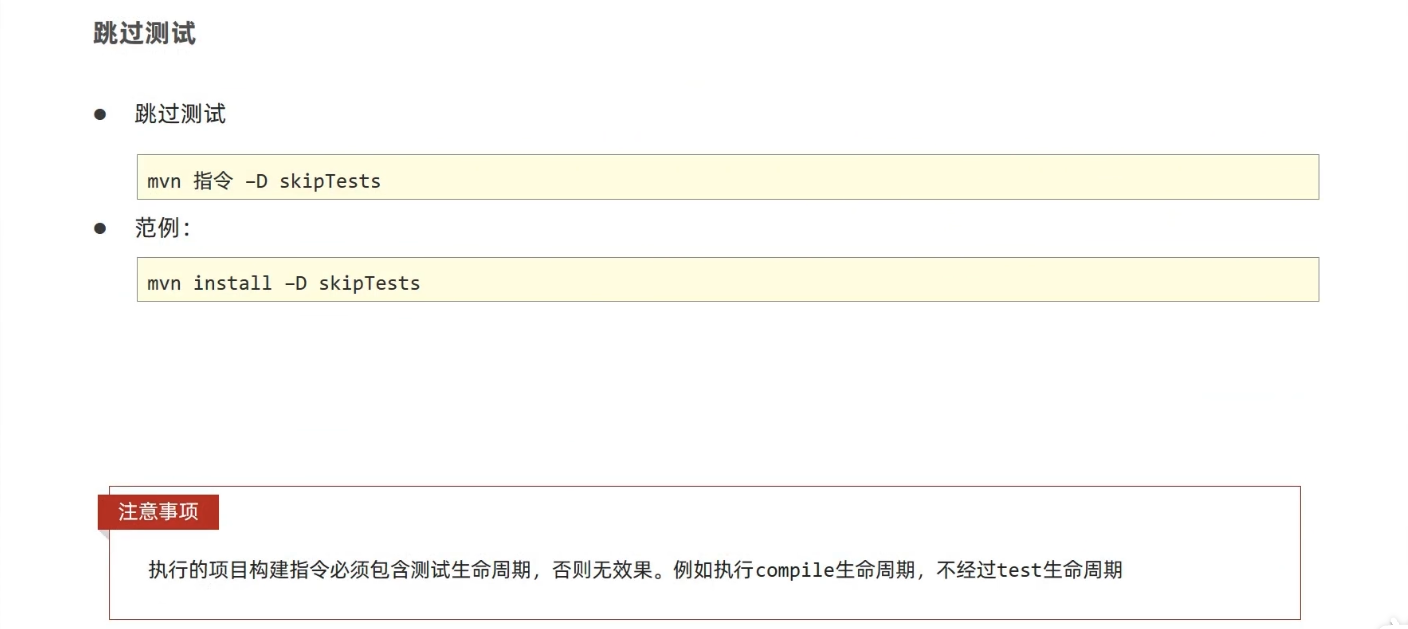 跳过测试
跳过测试
mvn 指令 –D skipTests
范例：
mvn install –D skipTests
注意事项
执行的项目构建指令必须包含测试生命周期，否则无效果。例如执行compile生命周期，不经过test生命周期